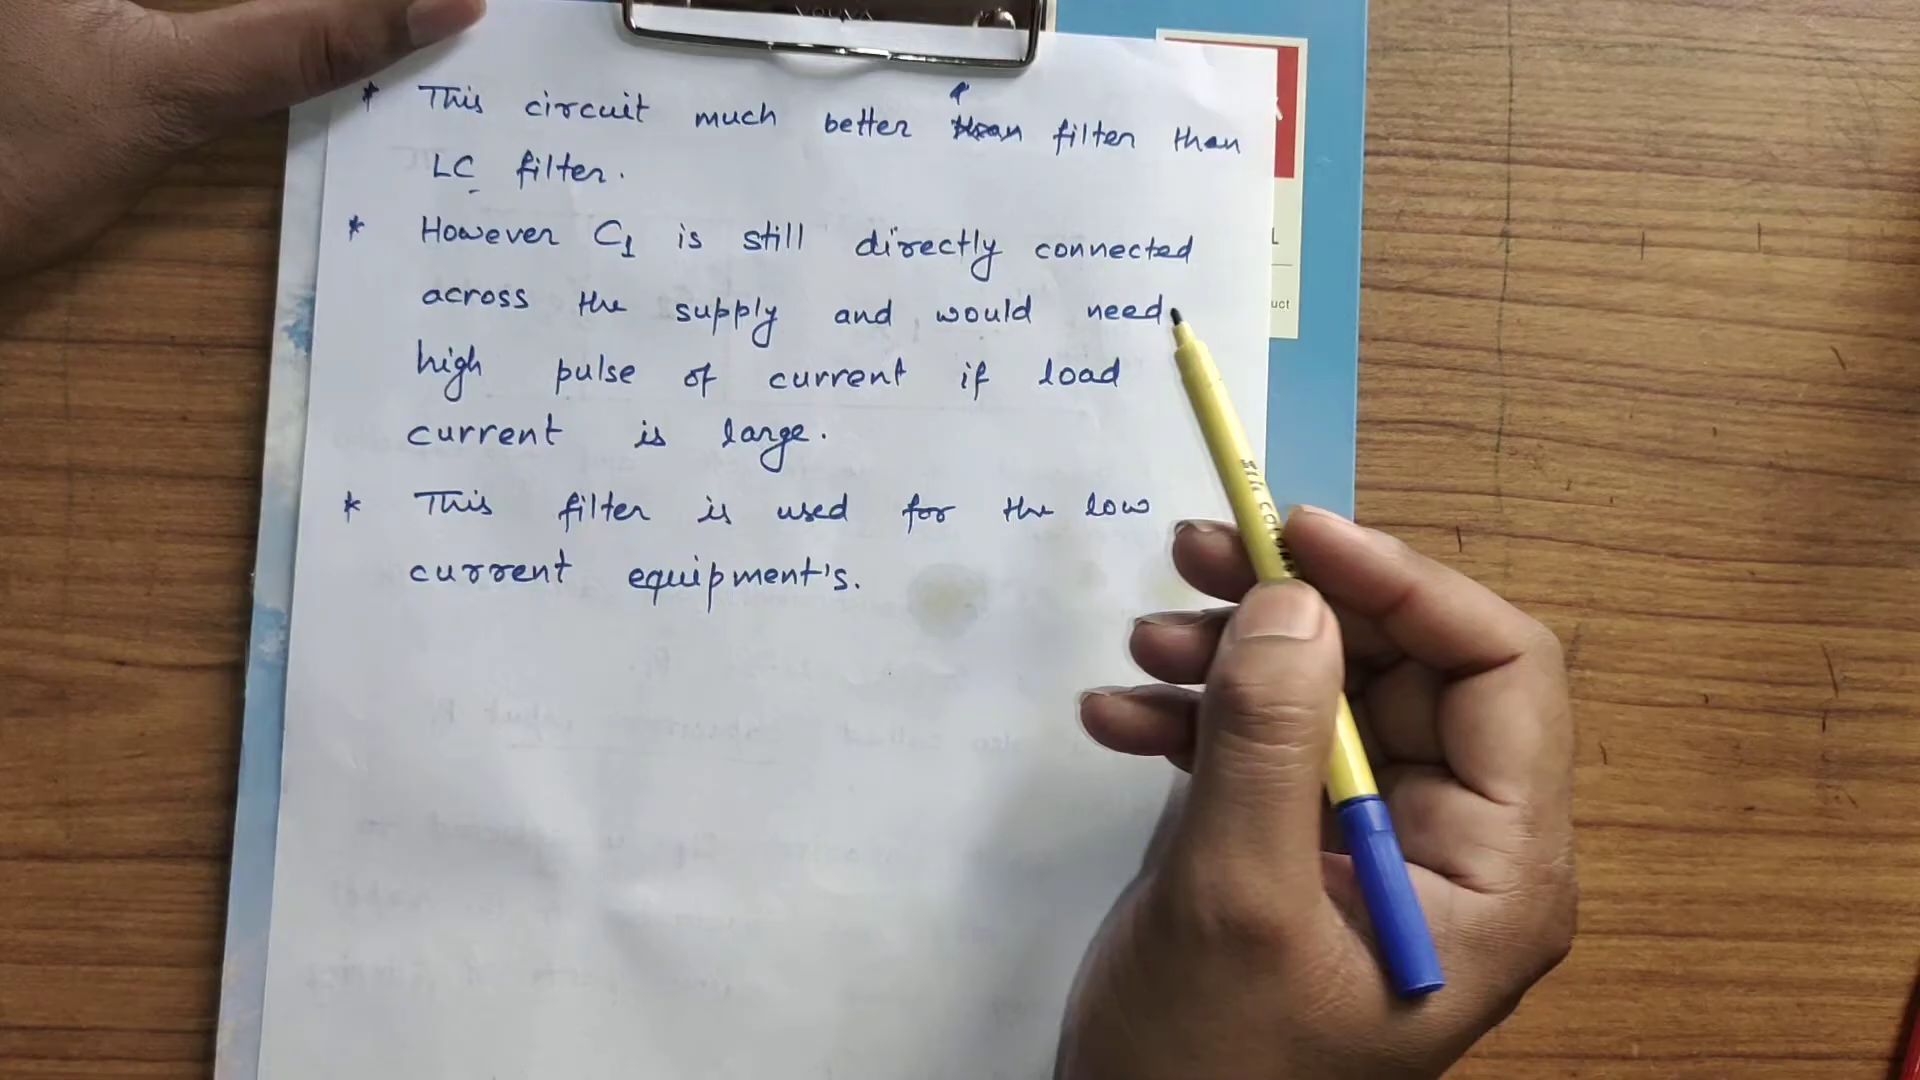 * This circuit much better filter than
LC filter.
* However C1 is still directly connected
across the supply and would need
high pulse of current if load
current is large.
* This filter is used for the low
current equipment's.
L
uct